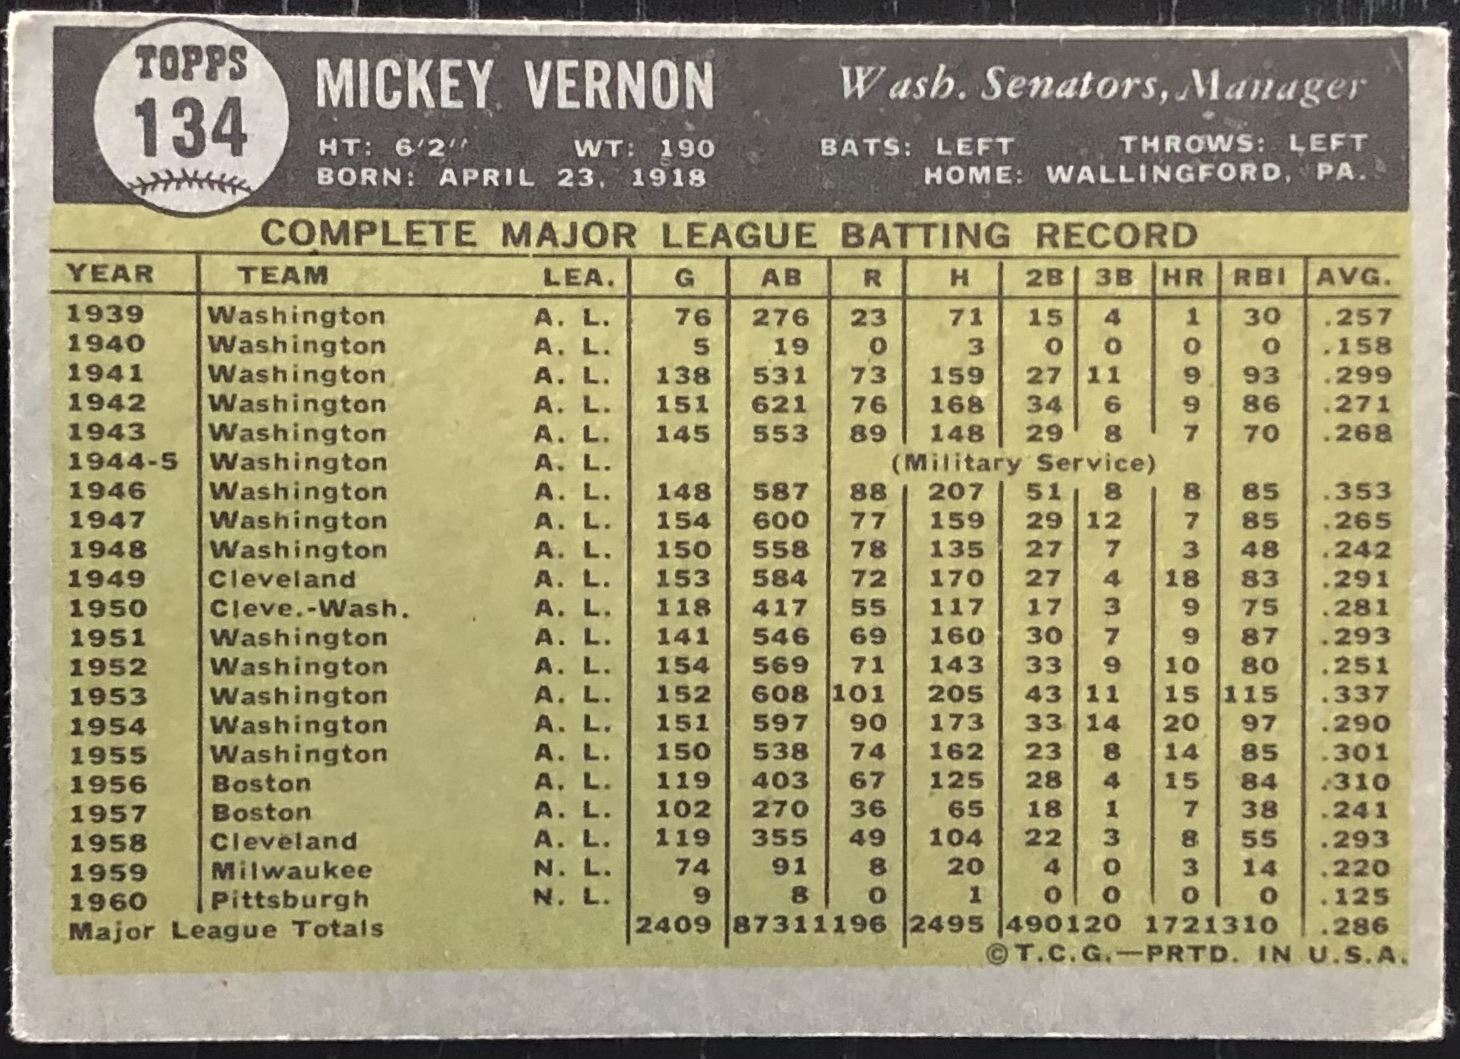 TOPPS
134
MICKEY VERNON Wash. Senators, Manager
HT: 6'2" WT: 190 BATS: LEFT THROWS: LEFT
BORN: APRIL 23, 1918 HOME: WALLINGFORD, PA.
COMPLETE MAJOR LEAGUE BATTING RECORD
YEAR TEAM LEA. G AB R H 2B 3B HR RBI AVG.
1939 Washington A. L. 76 276 23 71 15 4 1 30 .257
1940 Washington A. L. 5 19 0 3 0 0 0 0 .158
1941 Washington A. L. 138 531 73 159 27 11 9 93 .299
1942 Washington A. L. 151 621 76 168 34 6 9 86 .271
1943 Washington A. L. 145 553 89 148 29 8 7 70 .268
1944-5 Washington A. L. (Military Service)
1946 Washington A. L. 148 587 88 207 51 8 8 85 .353
1947 Washington A. L. 154 600 77 159 29 12 7 85 .265
1948 Washington A. L. 150 558 78 135 27 7 3 48 .242
1949 Cleveland A. L. 153 584 72 170 27 4 18 83 .291
1950 Cleve.-Wash. A. L. 118 417 55 117 17 3 9 75 .281
1951 Washington A. L. 141 546 69 160 30 7 9 87 .293
1952 Washington A. L. 154 569 71 143 33 9 10 80 .251
1953 Washington A. L. 152 608 101 205 43 11 15 115 .337
1954 Washington A. L. 151 597 90 173 33 14 20 97 .290
1955 Washington A. L. 150 538 74 162 23 8 14 85 .301
1956 Boston A. L. 119 403 67 125 28 4 15 84 .310
1957 Boston A. L. 102 270 36 65 18 1 7 38 .241
1958 Cleveland A. L. 119 355 49 104 22 3 8 55 .293
1959 Milwaukee N. L. 74 91 8 20 4 0 3 14 .220
1960 Pittsburgh N. L. 9 8 0 1 0 0 0 0 .125
Major League Totals 2409 8731 1196 2495 490 120 172 1310 .286
©T.C.G.—PRTD. IN U.S.A.